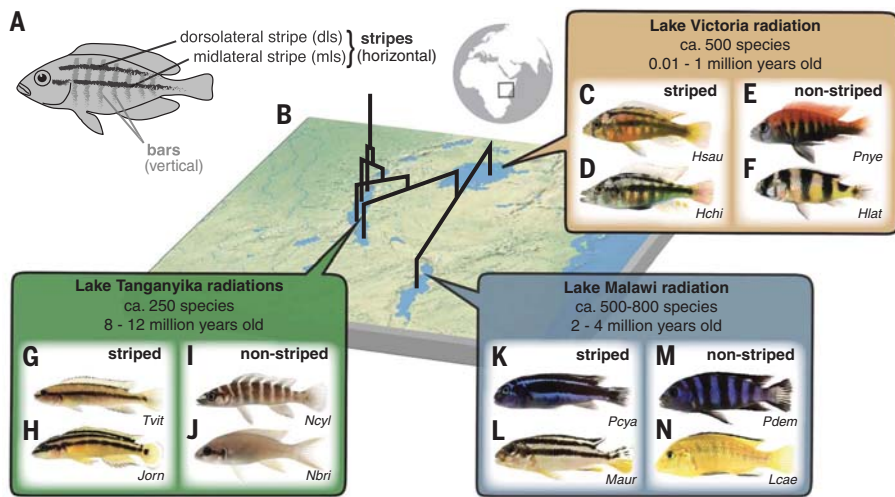 A
dorsolateral stripe (dls)
midlateral stripe (mls)
stripes
(horizontal)
bars
(vertical)
B
Lake Victoria radiation
ca. 500 species
0.01 - 1 million years old
C striped
E non-striped
Hsau
Pnye
D
F
Hchi
Hlat
Lake Tanganyika radiations
ca. 250 species
8 - 12 million years old
G striped
I non-striped
Tvit
Ncyl
H
J
Jorn
Nbri
Lake Malawi radiation
ca. 500-800 species
2 - 4 million years old
K striped
M non-striped
Pcya
Pdem
L
N
Maur
Lcae